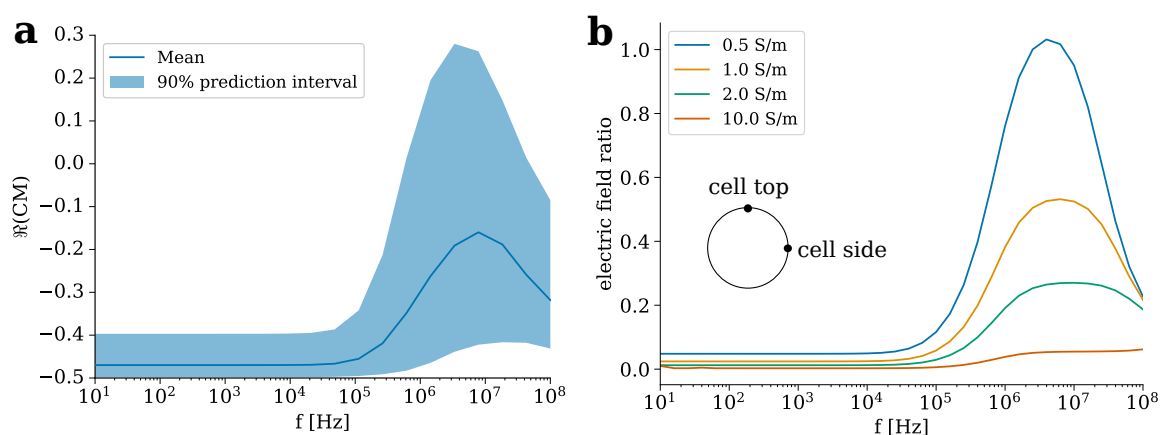 a
0.3
0.2
0.1
0.0
−0.1
−0.2
−0.3
−0.4
−0.5
ℜ(CM)
Mean
90% prediction interval
10¹ 10² 10³ 10⁴ 10⁵ 10⁶ 10⁷ 10⁸
f [Hz]
b
1.0
0.8
0.6
0.4
0.2
0.0
electric field ratio
0.5 S/m
1.0 S/m
2.0 S/m
10.0 S/m
cell top
cell side
10¹ 10² 10³ 10⁴ 10⁵ 10⁶ 10⁷ 10⁸
f [Hz]